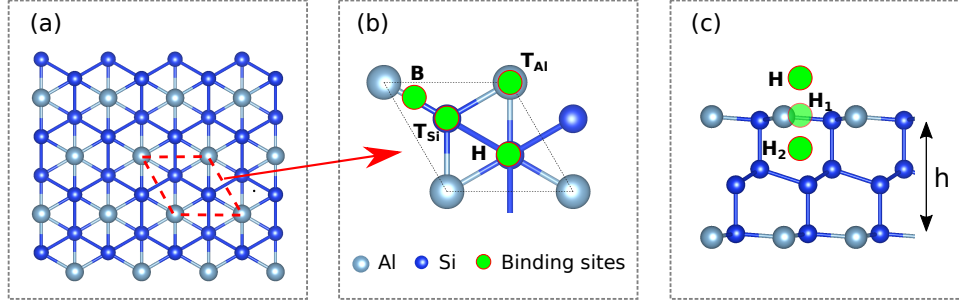 (a)
(b)
B
T_Al
T_Si
H
Al Si Binding sites
(c)
H
H_1
H_2
h